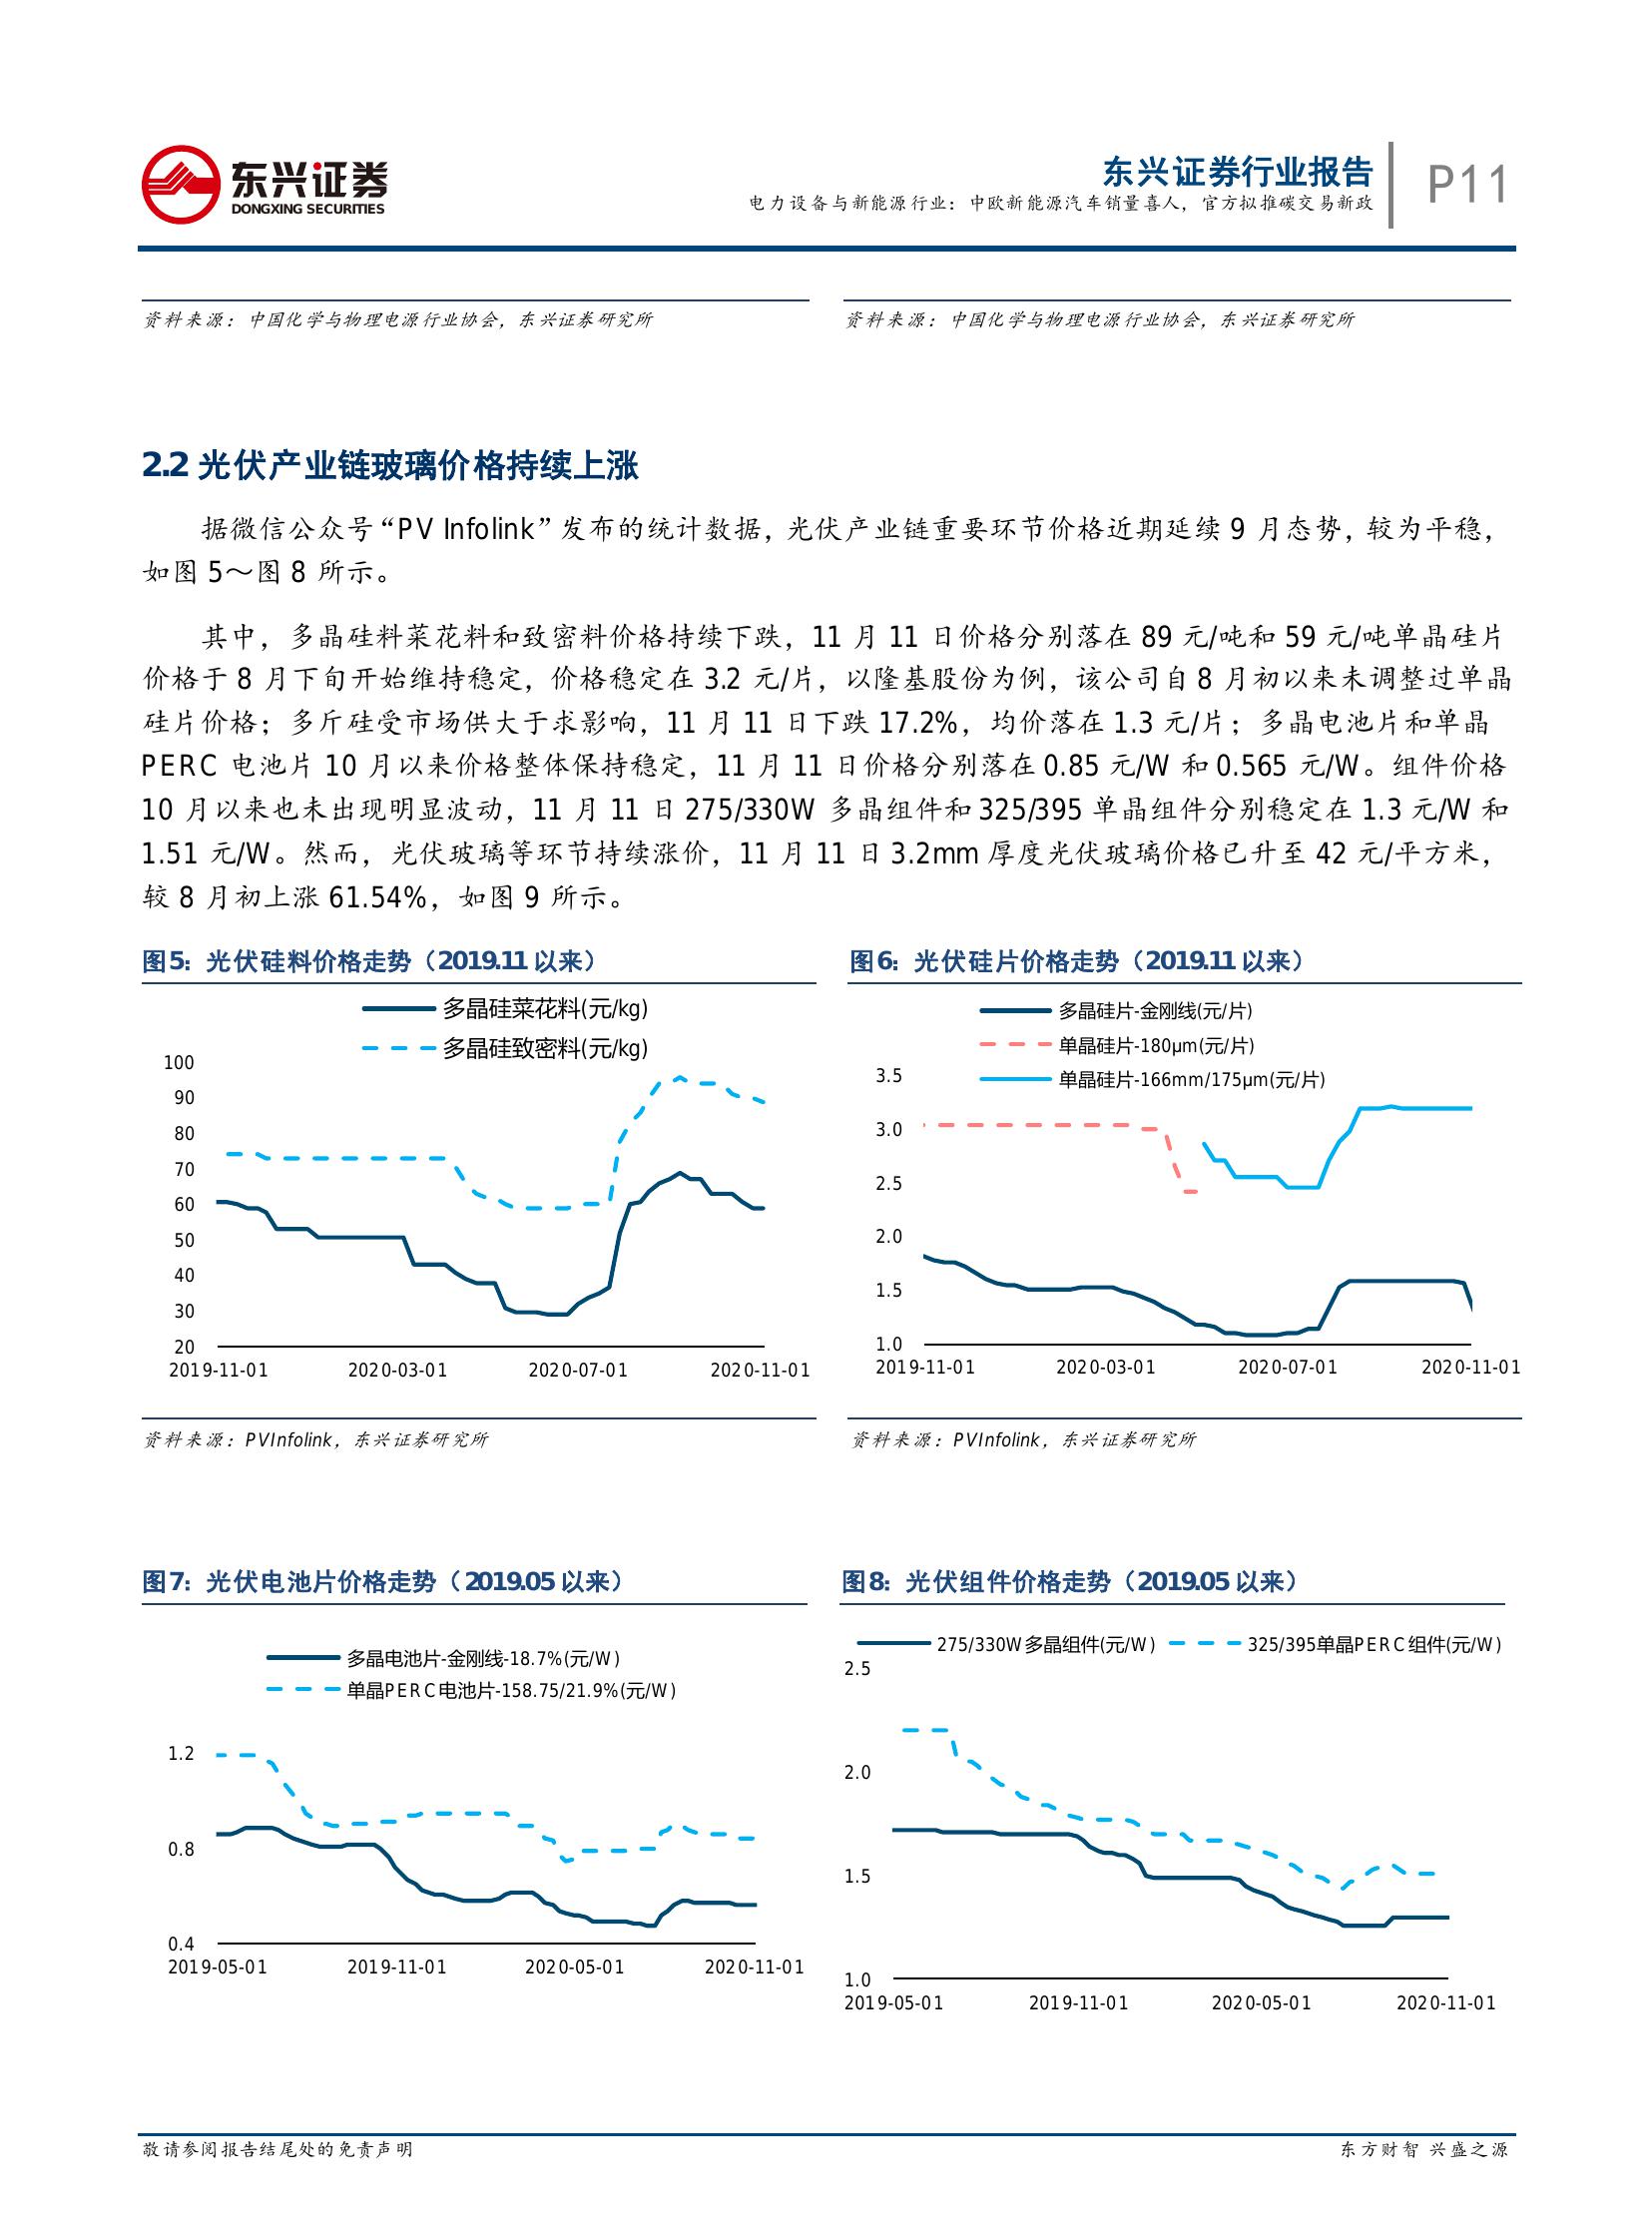 东兴证券
DONGXING SECURITIES
东兴证券行业报告
电力设备与新能源行业：中欧新能源汽车销量喜人，官方拟推碳交易新政
P11
资料来源：中国化学与物理电源行业协会，东兴证券研究所
资料来源：中国化学与物理电源行业协会，东兴证券研究所
2.2 光伏产业链玻璃价格持续上涨
据微信公众号“PV Infolink”发布的统计数据，光伏产业链重要环节价格近期延续 9 月态势，较为平稳，
如图 5～图 8 所示。
其中，多晶硅料菜花料和致密料价格持续下跌，11 月 11 日价格分别落在 89 元/吨和 59 元/吨单晶硅片
价格于 8 月下旬开始维持稳定，价格稳定在 3.2 元/片，以隆基股份为例，该公司自 8 月初以来未调整过单晶
硅片价格；多斤硅受市场供大于求影响，11 月 11 日下跌 17.2%，均价落在 1.3 元/片；多晶电池片和单晶
PERC 电池片 10 月以来价格整体保持稳定，11 月 11 日价格分别落在 0.85 元/W 和 0.565 元/W。组件价格
10 月以来也未出现明显波动，11 月 11 日 275/330W 多晶组件和 325/395 单晶组件分别稳定在 1.3 元/W 和
1.51 元/W。然而，光伏玻璃等环节持续涨价，11 月 11 日 3.2mm 厚度光伏玻璃价格已升至 42 元/平方米，
较 8 月初上涨 61.54%，如图 9 所示。
图5：光伏硅料价格走势（2019.11 以来）
多晶硅菜花料(元/kg)
多晶硅致密料(元/kg)
100
90
80
70
60
50
40
30
20
2019-11-01 2020-03-01 2020-07-01 2020-11-01
资料来源：PVInfolink，东兴证券研究所
图6：光伏硅片价格走势（2019.11 以来）
多晶硅片-金刚线(元/片)
单晶硅片-180μm(元/片)
单晶硅片-166mm/175μm(元/片)
3.5
3.0
2.5
2.0
1.5
1.0
2019-11-01 2020-03-01 2020-07-01 2020-11-01
资料来源：PVInfolink，东兴证券研究所
图7：光伏电池片价格走势（2019.05 以来）
多晶电池片-金刚线-18.7%(元/W)
单晶PERC电池片-158.75/21.9%(元/W)
1.2
0.8
0.4
2019-05-01 2019-11-01 2020-05-01 2020-11-01
图8：光伏组件价格走势（2019.05 以来）
275/330W多晶组件(元/W) 325/395单晶PERC组件(元/W)
2.5
2.0
1.5
1.0
2019-05-01 2019-11-01 2020-05-01 2020-11-01
敬请参阅报告结尾处的免责声明
东方财智 兴盛之源